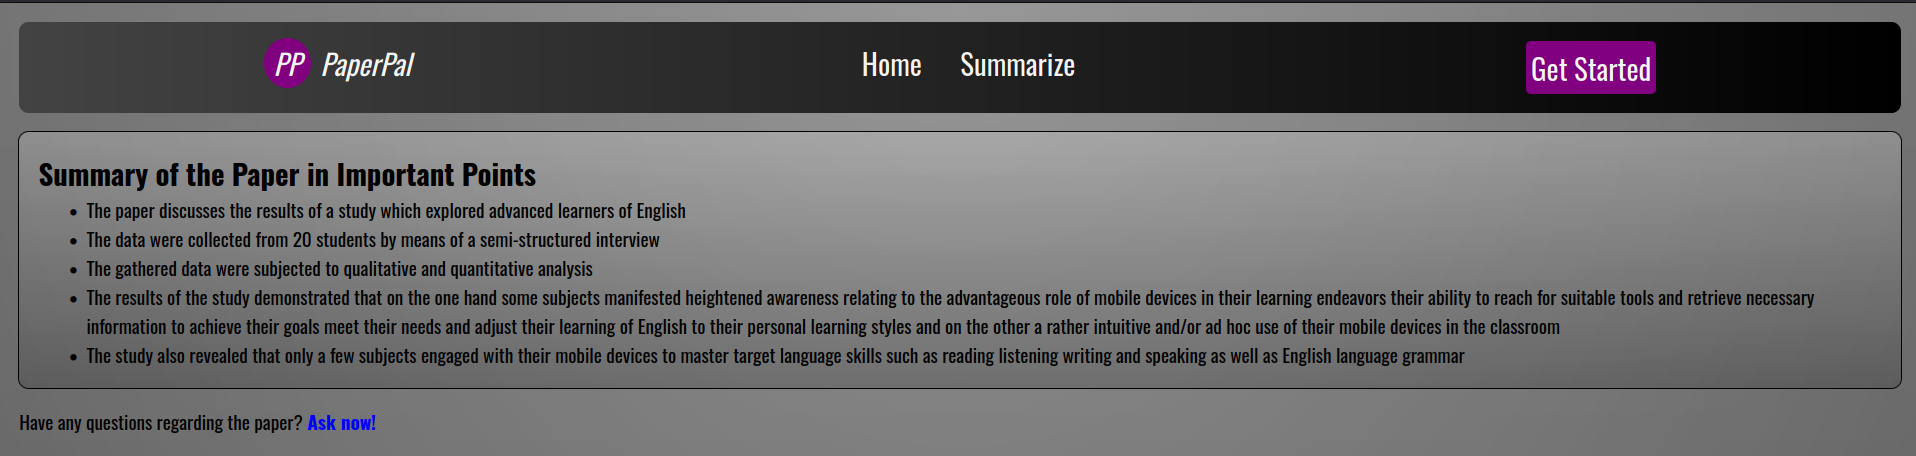 PP PaperPal Home Summarize Get Started
Summary of the Paper in Important Points
• The paper discusses the results of a study which explored advanced learners of English
• The data were collected from 20 students by means of a semi-structured interview
• The gathered data were subjected to qualitative and quantitative analysis
• The results of the study demonstrated that on the one hand some subjects manifested heightened awareness relating to the advantageous role of mobile devices in their learning endeavors their ability to reach for suitable tools and retrieve necessary
information to achieve their goals meet their needs and adjust their learning of English to their personal learning styles and on the other a rather intuitive and/or ad hoc use of their mobile devices in the classroom
• The study also revealed that only a few subjects engaged with their mobile devices to master target language skills such as reading listening writing and speaking as well as English language grammar
Have any questions regarding the paper? Ask now!